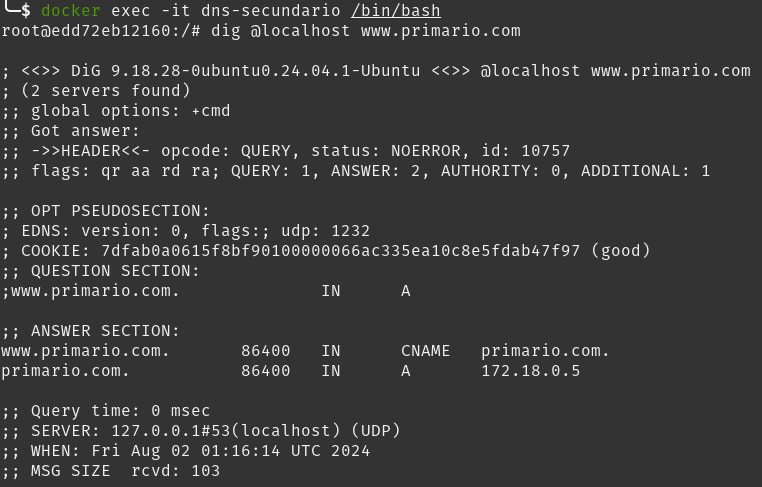 ╰─$ docker exec -it dns-secundario /bin/bash
root@edd72eb12160:/# dig @localhost www.primario.com
; <<>> DiG 9.18.28-0ubuntu0.24.04.1-Ubuntu <<>> @localhost www.primario.com
; (2 servers found)
;; global options: +cmd
;; Got answer:
;; ->>HEADER<<- opcode: QUERY, status: NOERROR, id: 10757
;; flags: qr aa rd ra; QUERY: 1, ANSWER: 2, AUTHORITY: 0, ADDITIONAL: 1
;; OPT PSEUDOSECTION:
; EDNS: version: 0, flags:; udp: 1232
; COOKIE: 7dfab0a0615f8bf90100000066ac335ea10c8e5fdab47f97 (good)
;; QUESTION SECTION:
;www.primario.com. IN A
;; ANSWER SECTION:
www.primario.com. 86400 IN CNAME primario.com.
primario.com. 86400 IN A 172.18.0.5
;; Query time: 0 msec
;; SERVER: 127.0.0.1#53(localhost) (UDP)
;; WHEN: Fri Aug 02 01:16:14 UTC 2024
;; MSG SIZE rcvd: 103